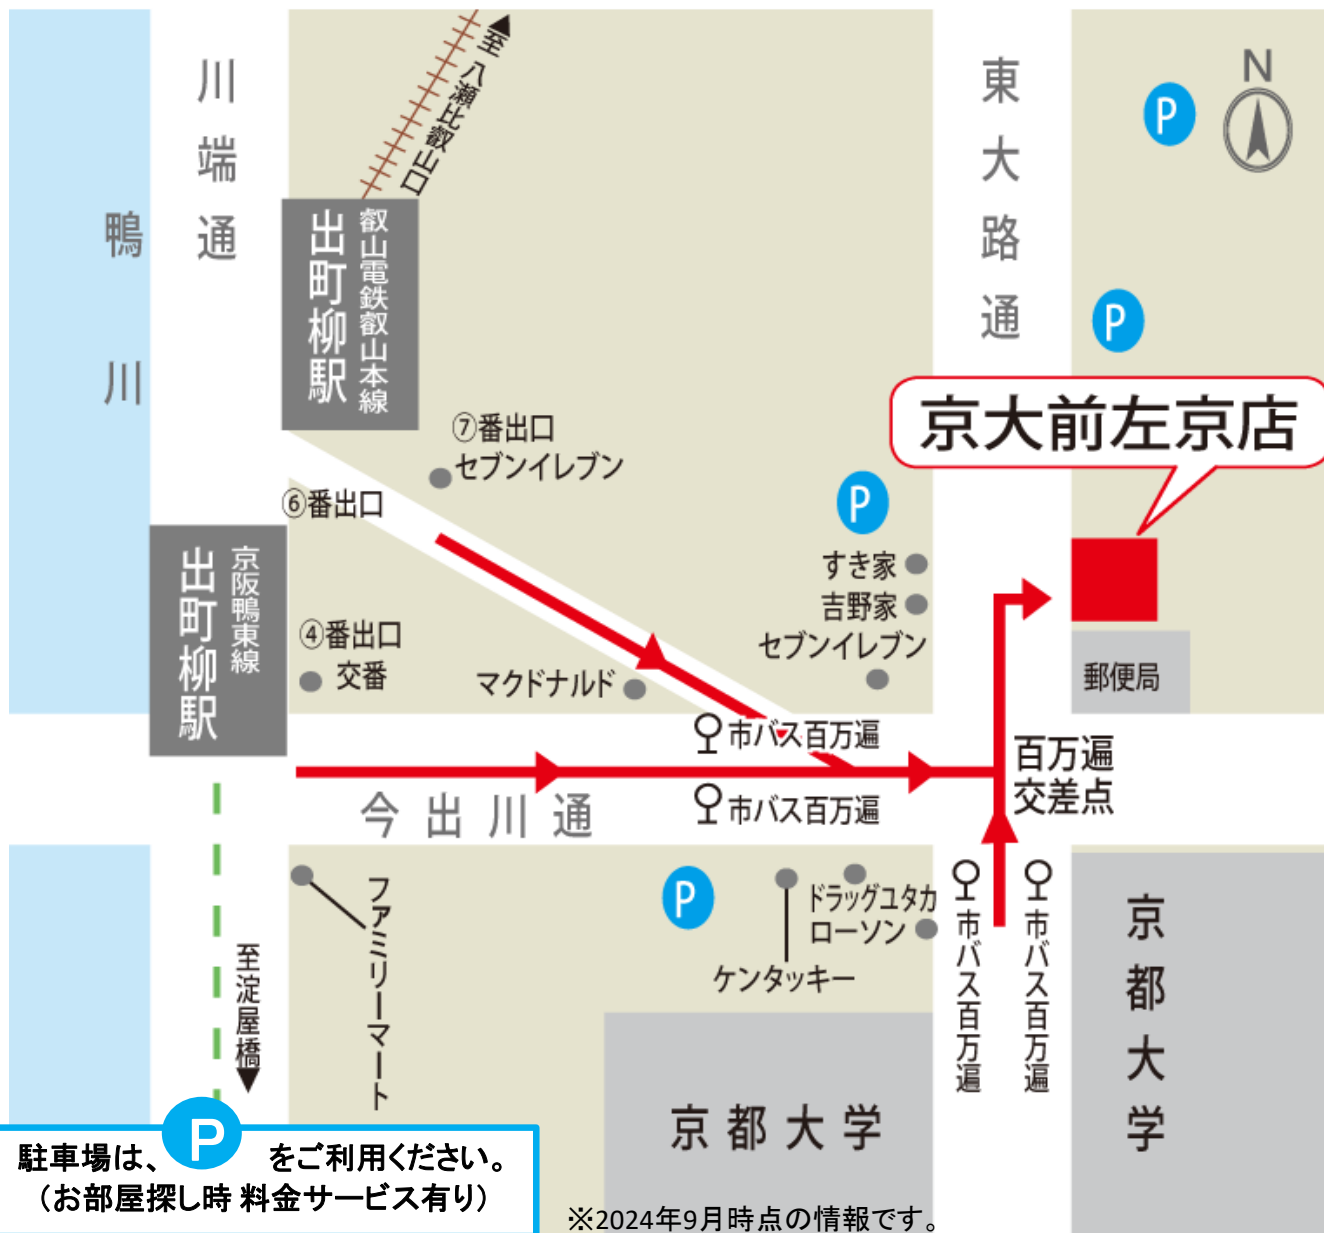 川端通
鴨川
至 八瀬比叡山口
出町柳駅
叡山電鉄叡山本線
東大路通
N
P
P
京大前左京店
⑦番出口
セブンイレブン
⑥番出口
P
すき家
吉野家
セブンイレブン
出町柳駅
京阪鴨東線
④番出口
交番
マクドナルド
郵便局
市バス百万遍
市バス百万遍
百万遍
交差点
今出川通
ファミリーマート
P
ドラッグユタカ
ローソン
ケンタッキー
市バス百万遍
市バス百万遍
京都大学
京都大学
至淀屋橋
駐車場は、P をご利用ください。
（お部屋探し時 料金サービス有り）
※2024年9月時点の情報です。